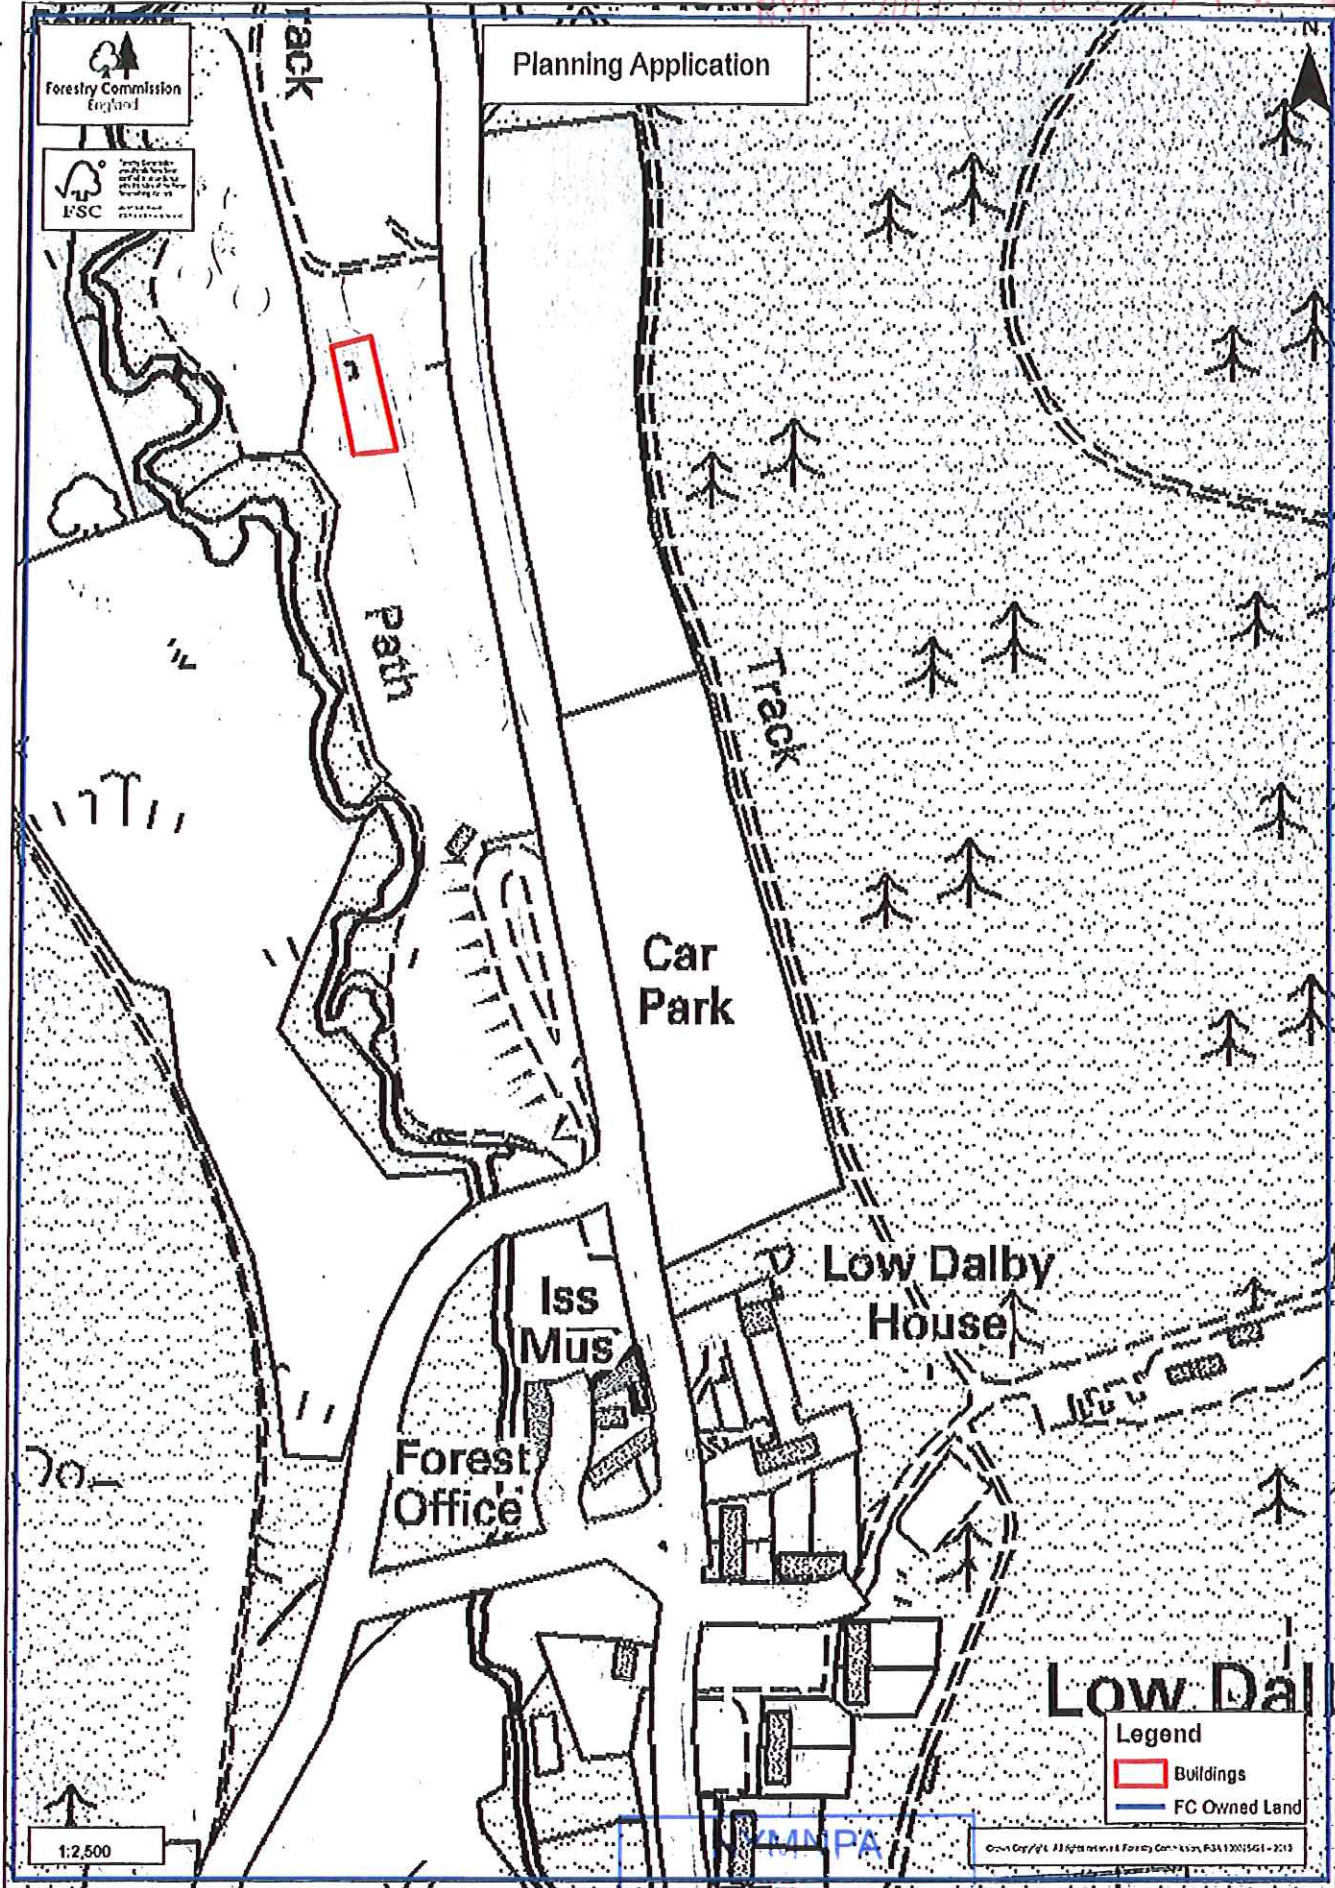 Forestry Commission
England
FSC
Planning Application
N
rack
Path
Track
Car
Park
Iss
Mus
Low Dalby
House
Forest
Office
Low Dal
Legend
Buildings
FC Owned Land
1:2,500
NYMNPA